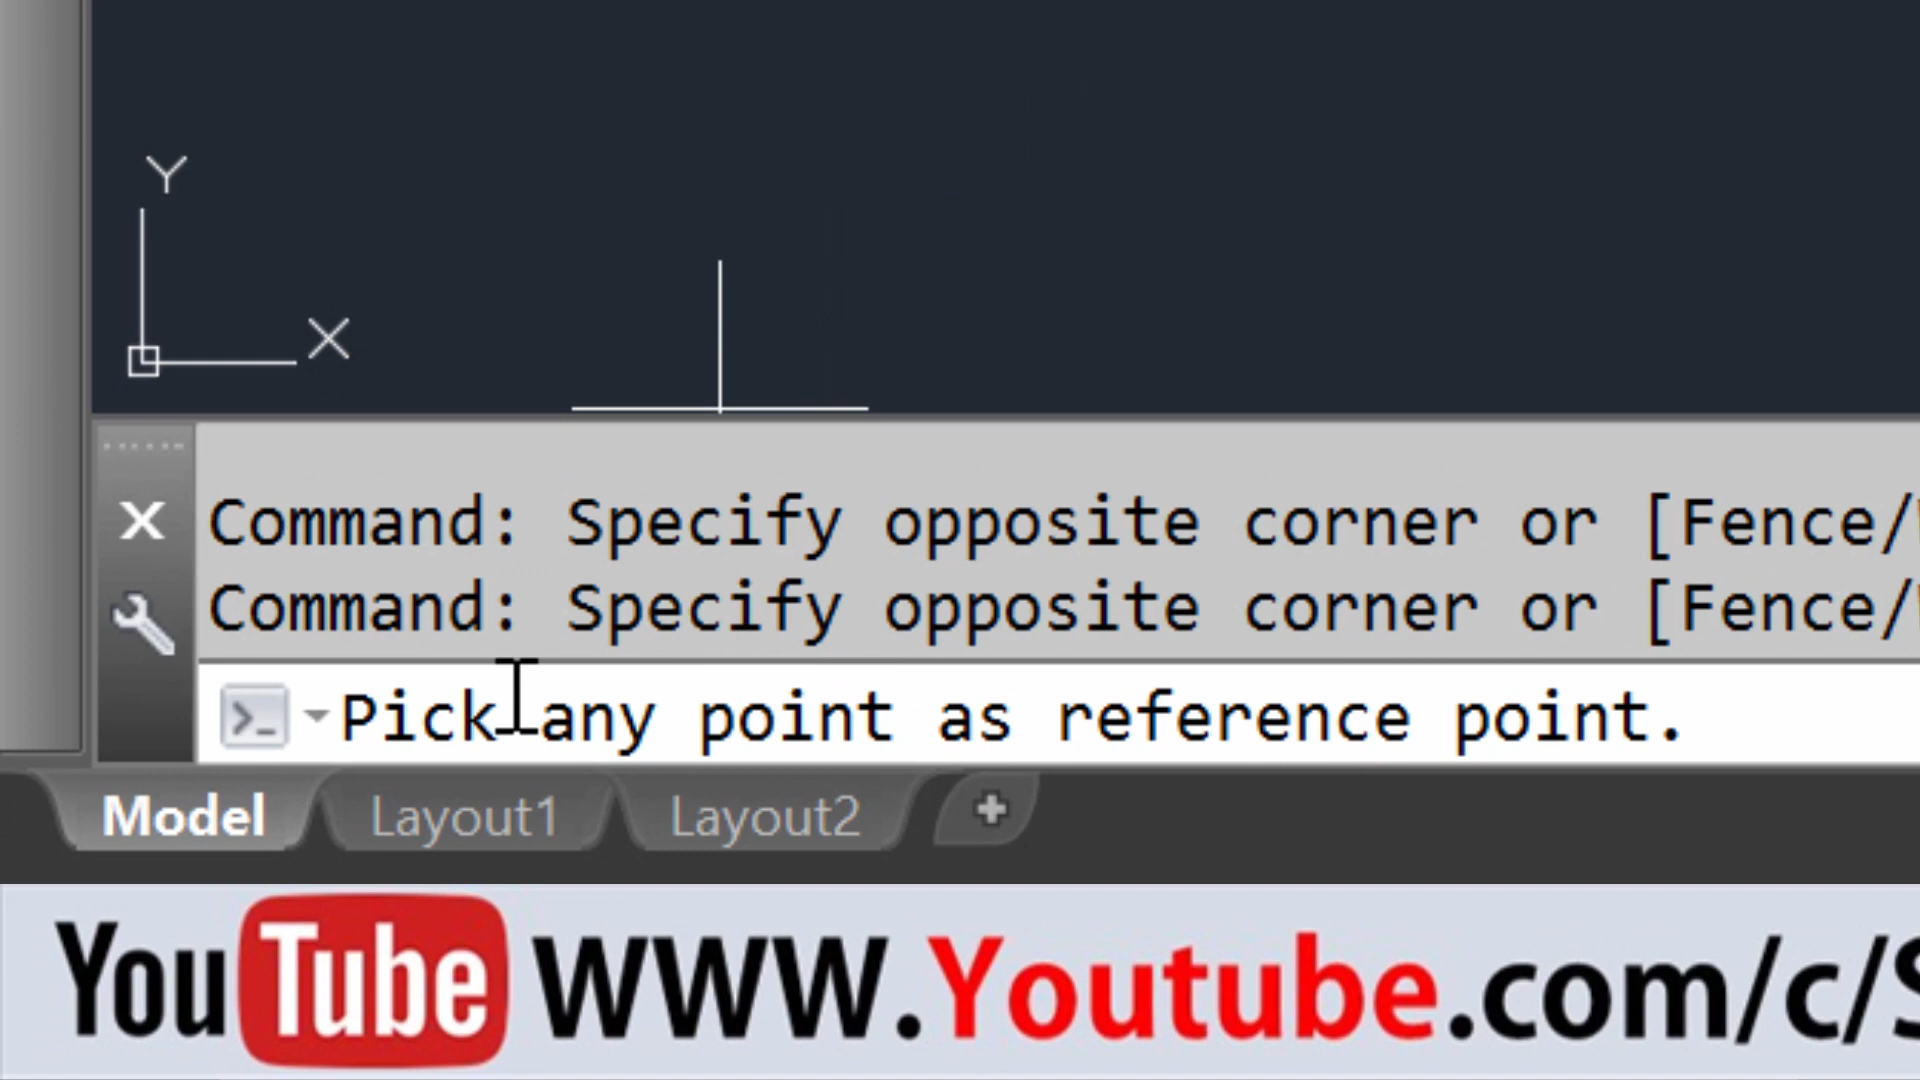 Y
X
Command: Specify opposite corner or [Fence/
Command: Specify opposite corner or [Fence/
Pick any point as reference point.
Model Layout1 Layout2
YouTube WWW.Youtube.com/c/S